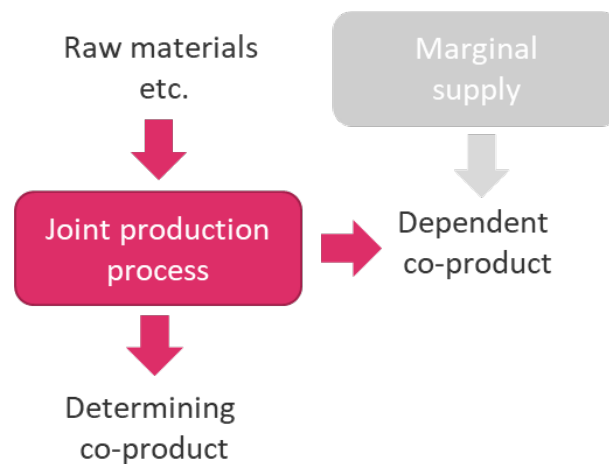 Raw materials
etc.
Marginal
supply
Joint production
process
Dependent
co-product
Determining
co-product